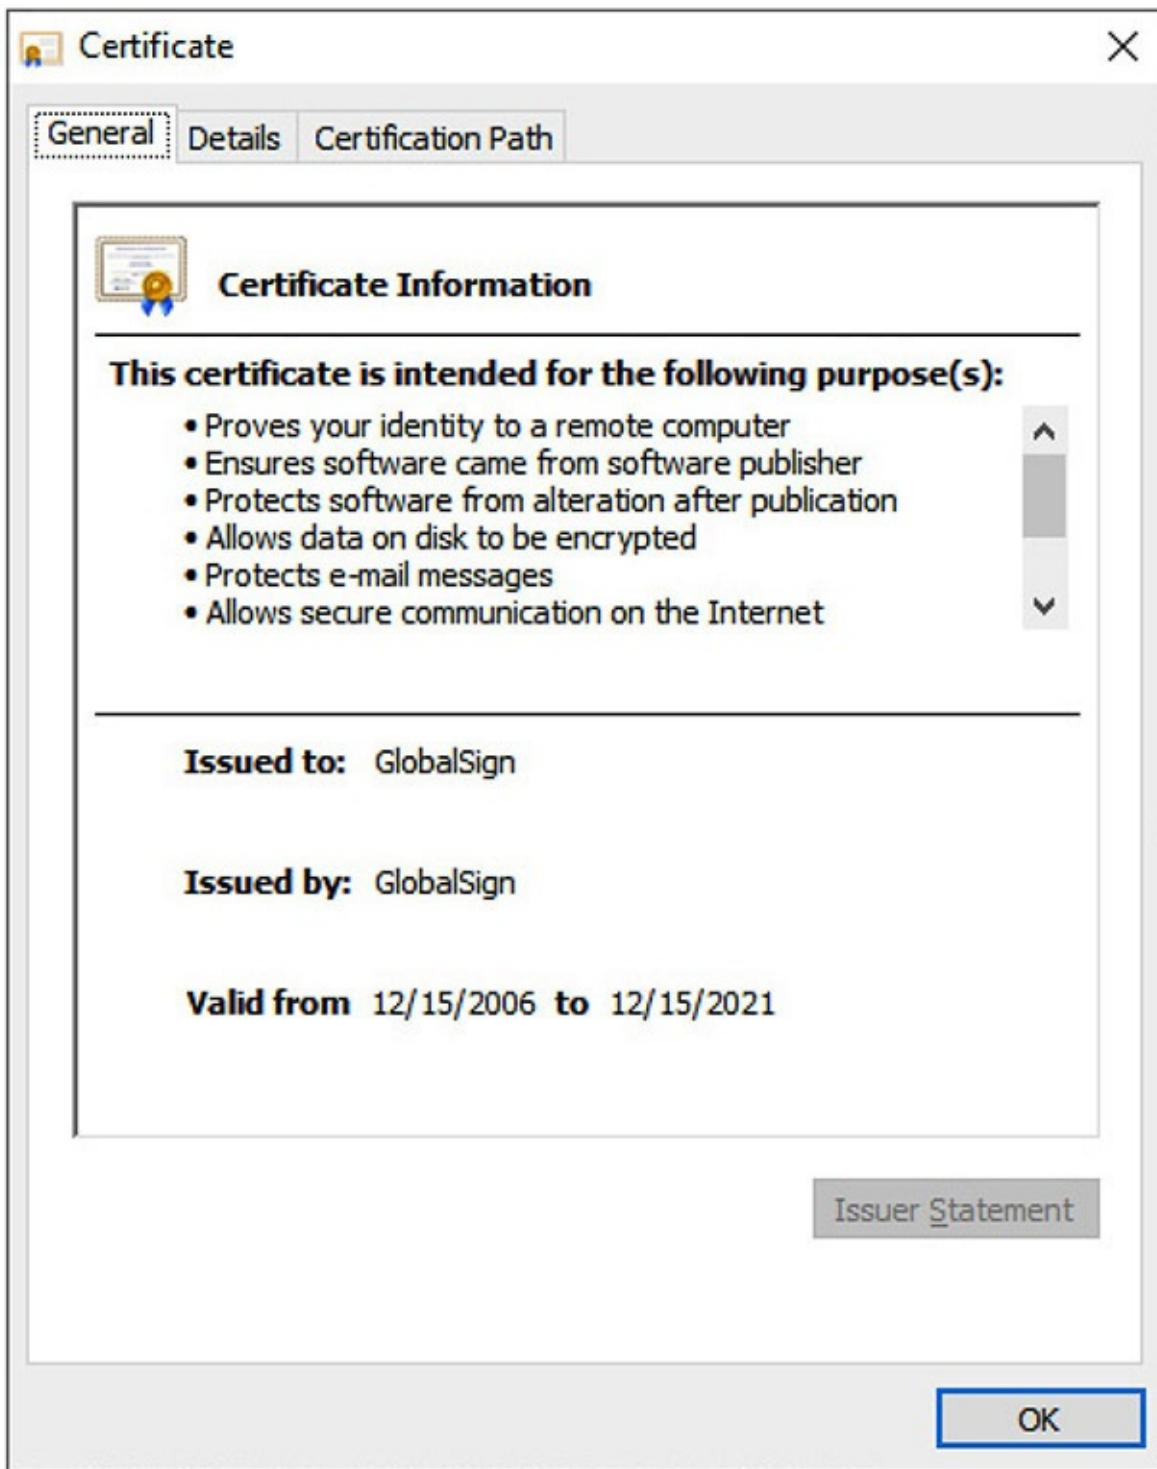 Certificate
General Details Certification Path
Certificate Information
This certificate is intended for the following purpose(s):
• Proves your identity to a remote computer
• Ensures software came from software publisher
• Protects software from alteration after publication
• Allows data on disk to be encrypted
• Protects e-mail messages
• Allows secure communication on the Internet
Issued to: GlobalSign
Issued by: GlobalSign
Valid from 12/15/2006 to 12/15/2021
Issuer Statement
OK